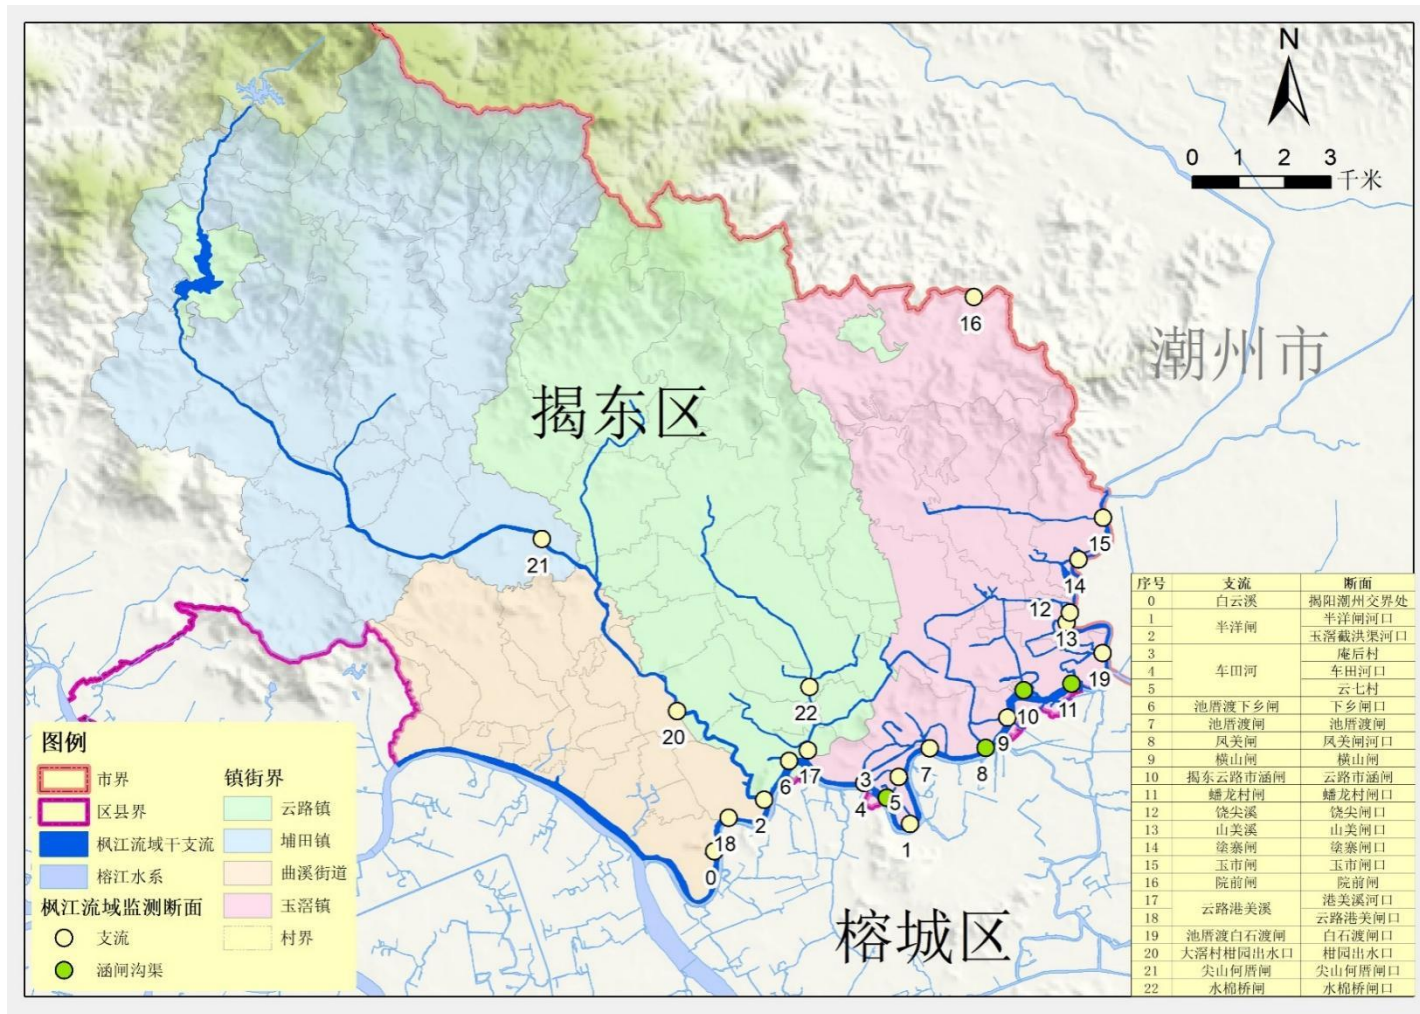 N
0 1 2 3
千米
16
潮州市
揭东区
21
15
14
12
13
19
22
20
11
10
17
9
7
8
6
3
5
4
2
18
1
0
榕城区
图例
市界
区县界
枫江流域干支流
榕江水系
枫江流域监测断面
支流
涵闸沟渠
镇街界
云路镇
埔田镇
曲溪街道
玉滘镇
村界
序号 支流 断面
0 白云溪 揭阳潮州交界处
1 半洋闸 半洋闸河口
2 玉滘截洪渠河口
3 车田河 庵后村
4 车田河口
5 云七村
6 池厝渡下乡闸 下乡闸口
7 池厝渡闸 池厝渡闸
8 凤美闸 凤美闸河口
9 横山闸 横山闸
10 揭东云路市涵闸 云路市涵闸
11 蟠龙村闸 蟠龙村闸口
12 饶尖溪 饶尖闸口
13 山美溪 山美闸口
14 塗寨闸 塗寨闸口
15 玉市闸 玉市闸口
16 院前闸 院前闸
17 云路港美溪 港美溪河口
18 云路港美闸口
19 池厝渡白石渡闸 白石渡闸口
20 大滘村柑园出水口 柑园出水口
21 尖山何厝闸 尖山何厝闸口
22 水棉桥闸 水棉桥闸口